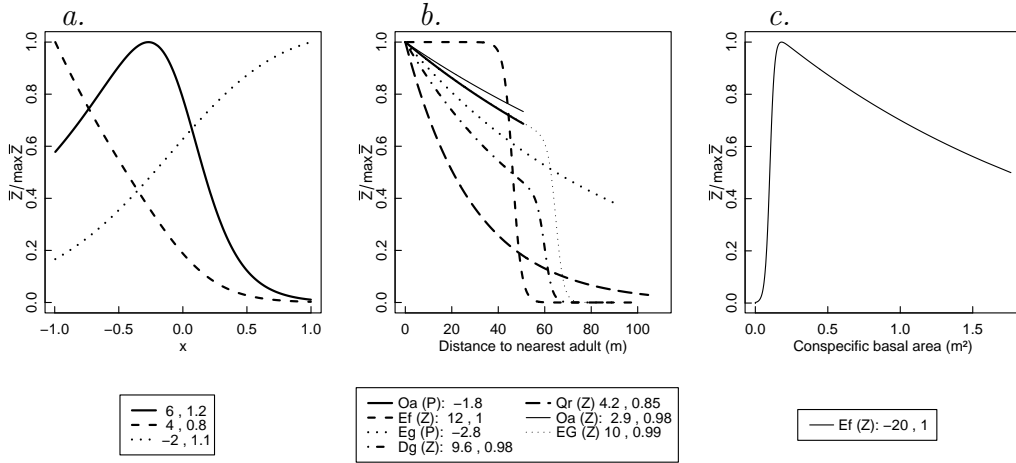 a. b. c.
1.0 1.0 1.0
0.8 0.8 0.8
0.6 0.6 0.6
0.4 0.4 0.4
0.2 0.2 0.2
0.0 0.0 0.0
Z/maxZ Z/maxZ Z/maxZ
−1.0 −0.5 0.0 0.5 1.0 0 20 40 60 80 100 0.0 0.5 1.0 1.5
x Distance to nearest adult (m) Conspecific basal area (m²)
6 , 1.2
4 , 0.8
−2 , 1.1
Oa (P): −1.8
Ef (Z): 12 , 1
Eg (P): −2.8
Dg (Z): 9.6 , 0.98
Qr (Z) 4.2 , 0.85
Oa (Z): 2.9 , 0.98
EG (Z) 10 , 0.99
Ef (Z): −20 , 1